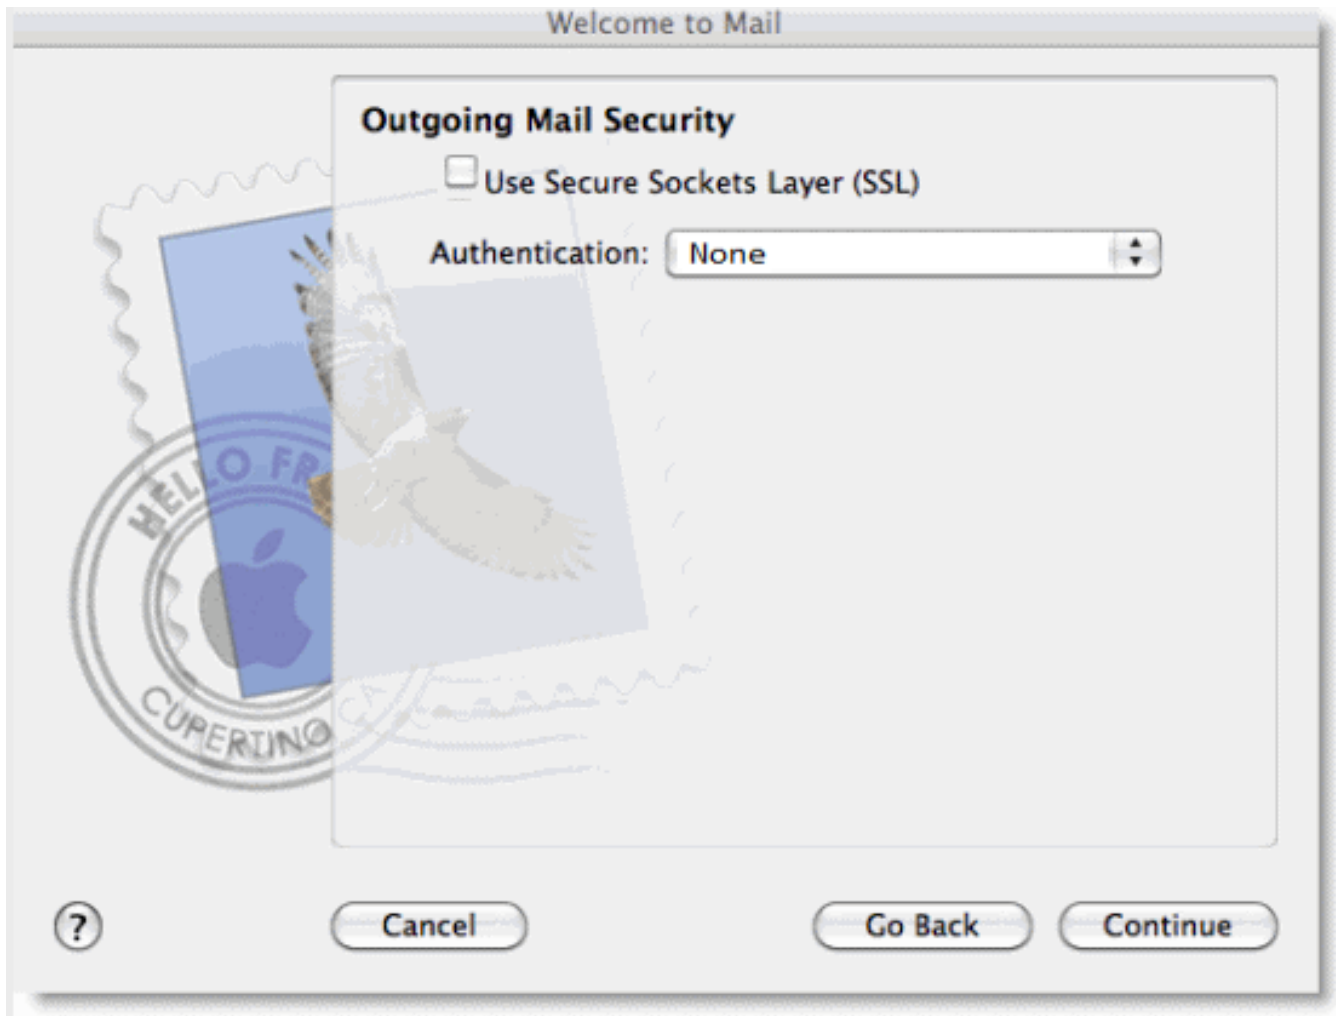 Welcome to Mail
Outgoing Mail Security
Use Secure Sockets Layer (SSL)
Authentication: None
HELLO FR
CUPERTINO CA
? Cancel Go Back Continue